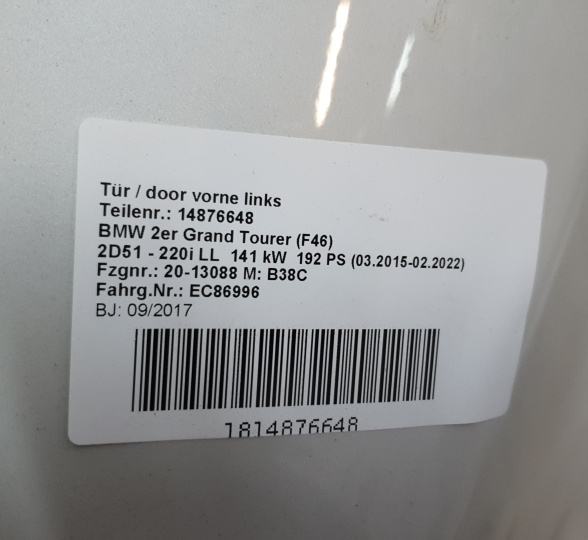 Tür / door vorne links
Teilenr.: 14876648
BMW 2er Grand Tourer (F46)
2D51 - 220i LL 141 kW 192 PS (03.2015-02.2022)
Fzgnr.: 20-13088 M: B38C
Fahrg.Nr.: EC86996
BJ: 09/2017
1814876648